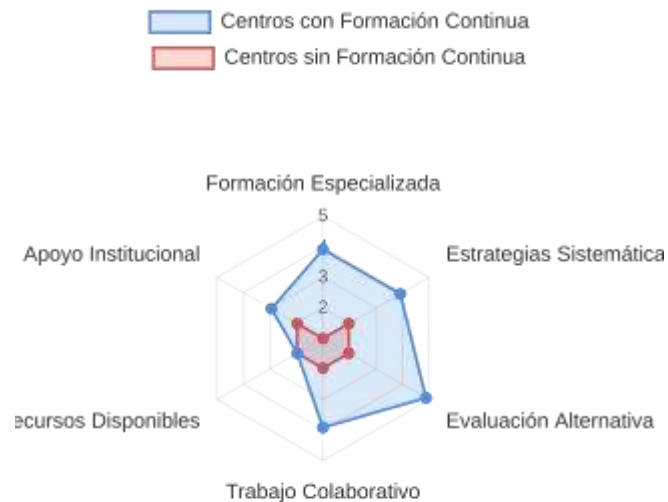 Centros con Formación Continua
Centros sin Formación Continua
Formación Especializada
5
Apoyo Institucional
Estrategias Sistemática
3
2
ecursos Disponibles
Evaluación Alternativa
Trabajo Colaborativo